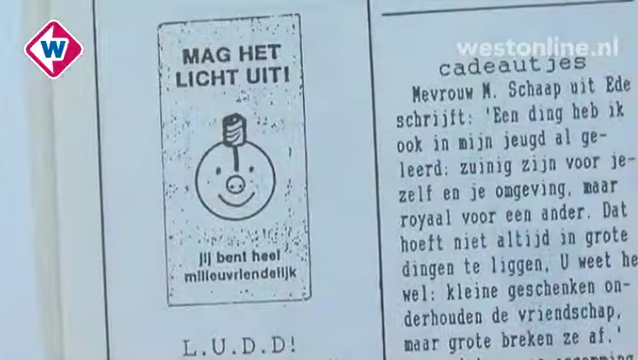 W
westonline.nl
MAG HET
LICHT UIT!
jij bent heel
milieuvriendelijk
L.U.D.D!
cadeautjes
Mevrouw M. Schaap uit Ede
schrijft: 'Een ding heb ik
ook in mijn jeugd al ge-
leerd: zuinig zijn voor je-
zelf en je omgeving, maar
royaal voor een ander. Dat
hoeft niet altijd in grote
dingen te liggen, U weet he
wel: kleine geschenken on-
derhouden de vriendschap,
maar grote breken ze af.'